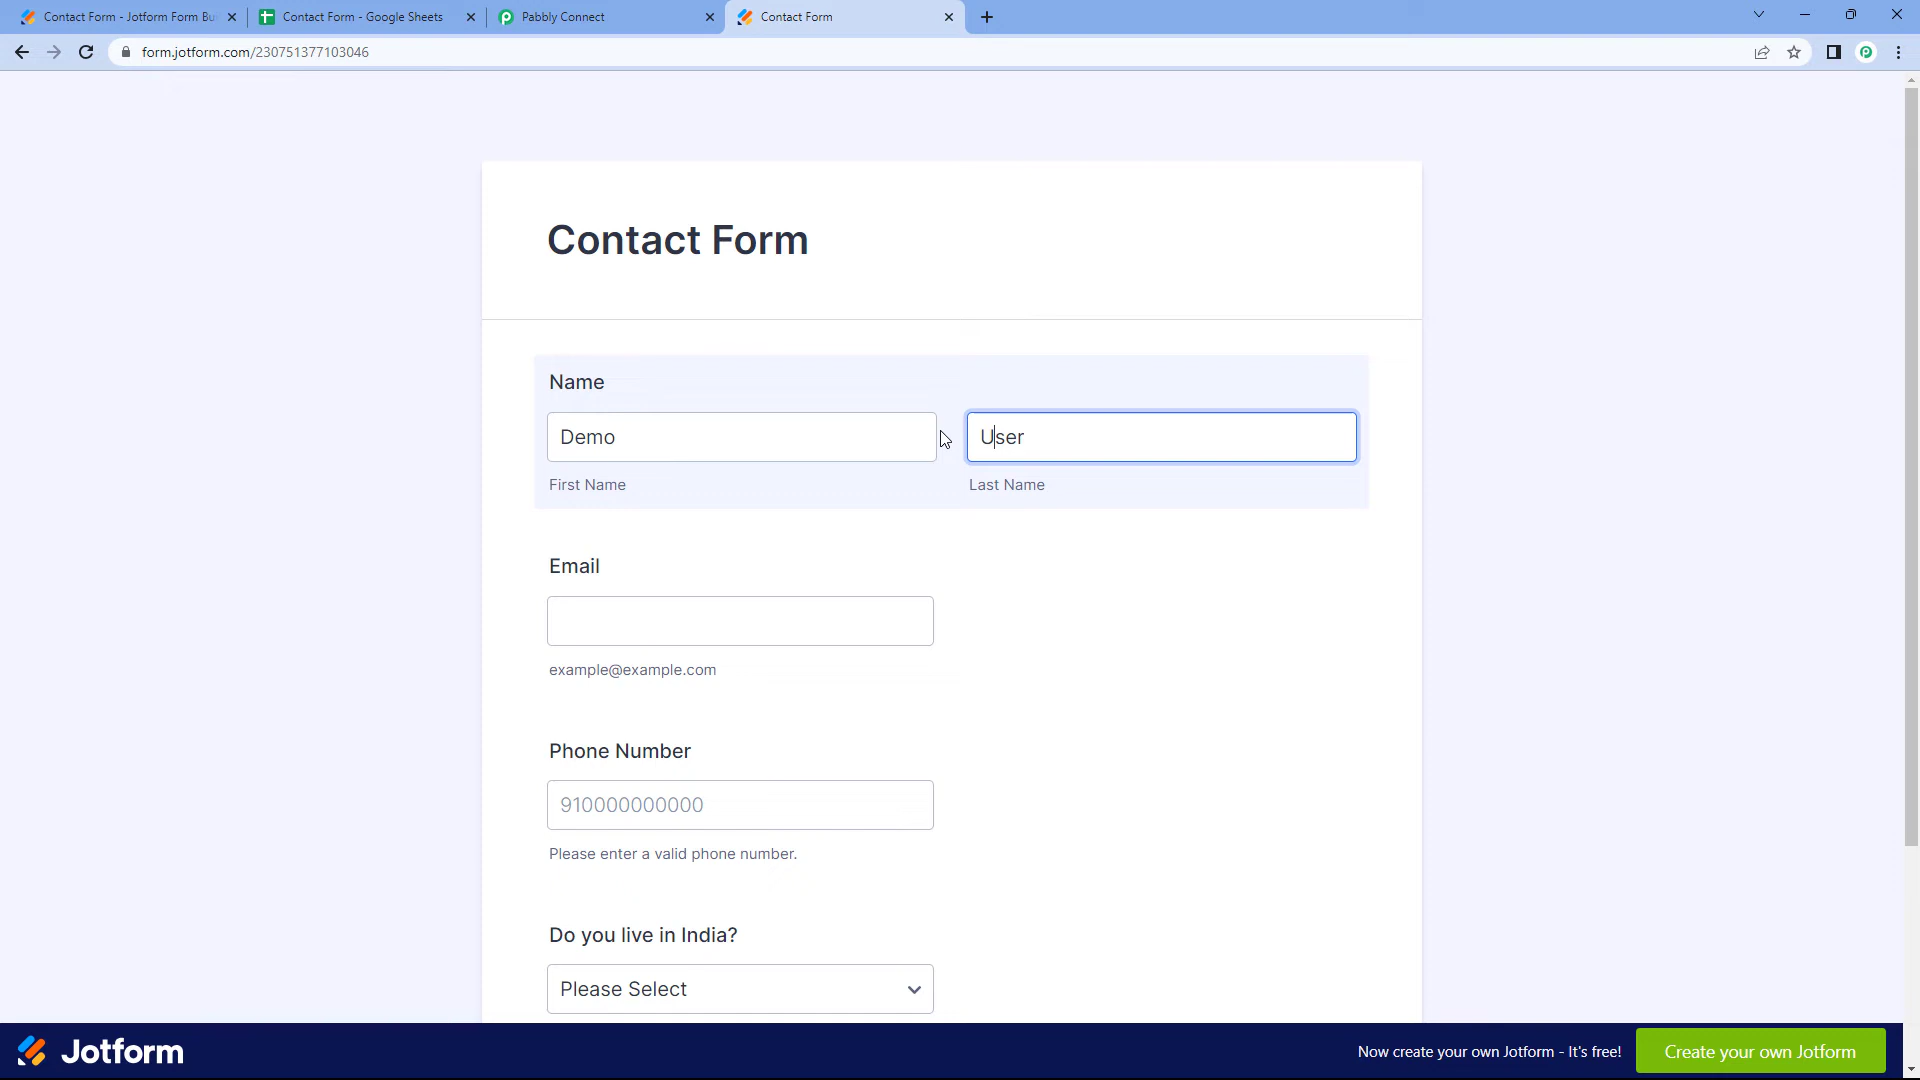 Contact Form - Jotform Form Bu
Contact Form - Google Sheets
Pabbly Connect
Contact Form
form.jotform.com/230751377103046
Contact Form
Name
Demo
User
First Name
Last Name
Email
example@example.com
Phone Number
910000000000
Please enter a valid phone number.
Do you live in India?
Please Select
Jotform
Now create your own Jotform - It's free!
Create your own Jotform